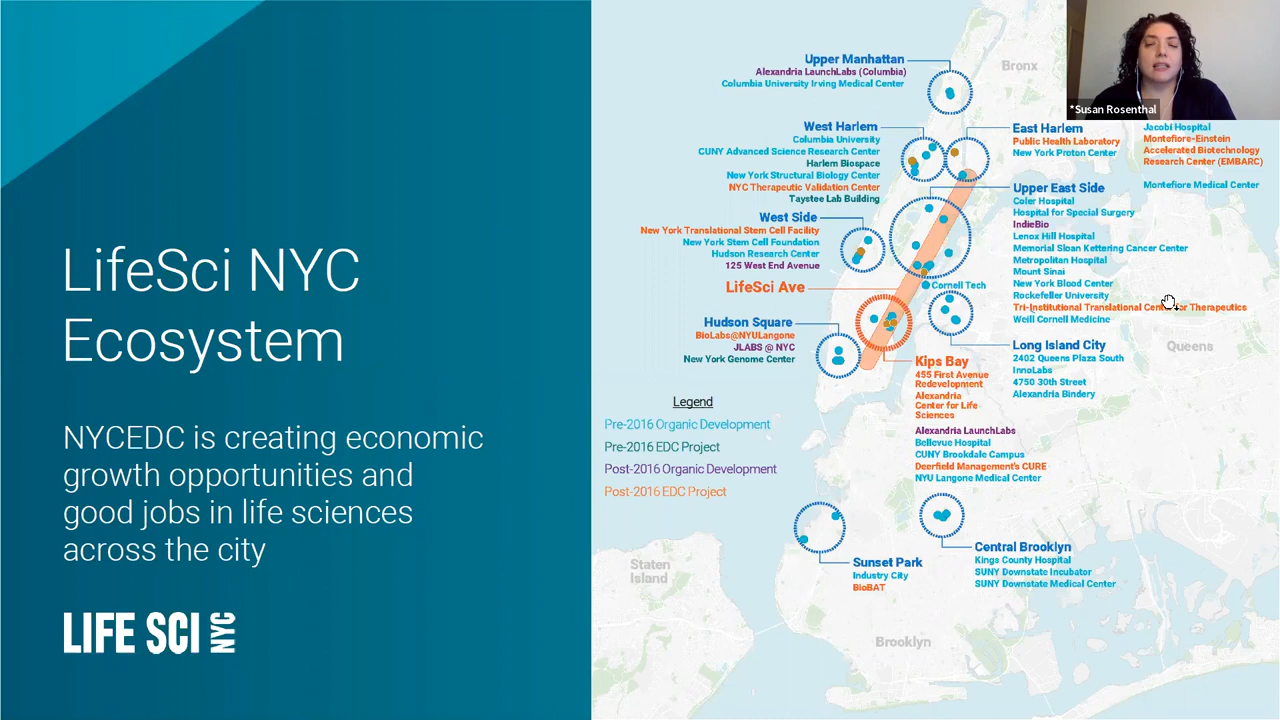 LifeSci NYC
Ecosystem
NYCEDC is creating economic
growth opportunities and
good jobs in life sciences
across the city
LIFE SCI NYC
Upper Manhattan
Alexandria LaunchLabs (Columbia)
Columbia University Irving Medical Center
Bronx
*Susan Rosenthal
West Harlem
Columbia University
CUNY Advanced Science Research Center
Harlem Biospace
New York Structural Biology Center
NYC Therapeutic Validation Center
Taystee Lab Building
East Harlem
Public Health Laboratory
New York Proton Center
Jacobi Hospital
Montefiore-Einstein
Accelerated Biotechnology
Research Center (EMBARC)
Montefiore Medical Center
West Side
New York Translational Stem Cell Facility
New York Stem Cell Foundation
Hudson Research Center
125 West End Avenue
Upper East Side
Coler Hospital
Hospital for Special Surgery
IndieBio
Lenox Hill Hospital
Memorial Sloan Kettering Cancer Center
Metropolitan Hospital
Mount Sinai
New York Blood Center
Rockefeller University
Tri-Institutional Translational Center for Therapeutics
Weill Cornell Medicine
LifeSci Ave
Cornell Tech
Hudson Square
BioLabs@NYULangone
JLABS @ NYC
New York Genome Center
Long Island City
2402 Queens Plaza South
InnoLabs
4750 30th Street
Alexandria Bindery
Queens
Kips Bay
455 First Avenue
Redevelopment
Alexandria
Center for Life
Sciences
Alexandria LaunchLabs
Bellevue Hospital
CUNY Brookdale Campus
Deerfield Management's CURE
NYU Langone Medical Center
Legend
Pre-2016 Organic Development
Pre-2016 EDC Project
Post-2016 Organic Development
Post-2016 EDC Project
Staten
Island
Sunset Park
Industry City
BioBAT
Central Brooklyn
Kings County Hospital
SUNY Downstate Incubator
SUNY Downstate Medical Center
Brooklyn